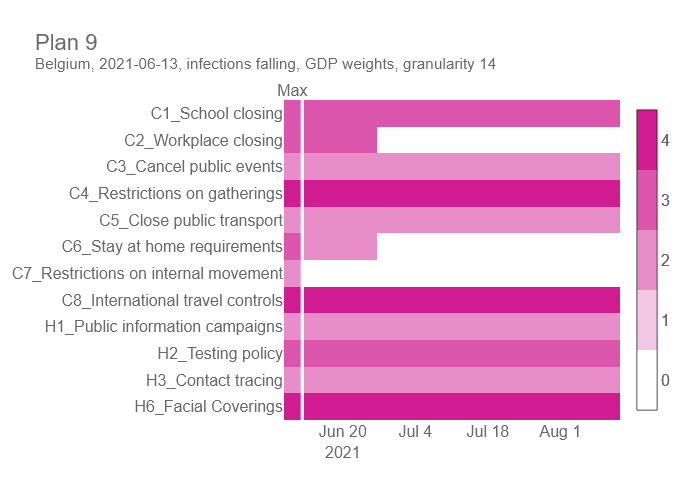 Plan 9
Belgium, 2021-06-13, infections falling, GDP weights, granularity 14
Max
C1_School closing
C2_Workplace closing
C3_Cancel public events
C4_Restrictions on gatherings
C5_Close public transport
C6_Stay at home requirements
C7_Restrictions on internal movement
C8_International travel controls
H1_Public information campaigns
H2_Testing policy
H3_Contact tracing
H6_Facial Coverings
4
3
2
1
0
Jun 20 Jul 4 Jul 18 Aug 1
2021